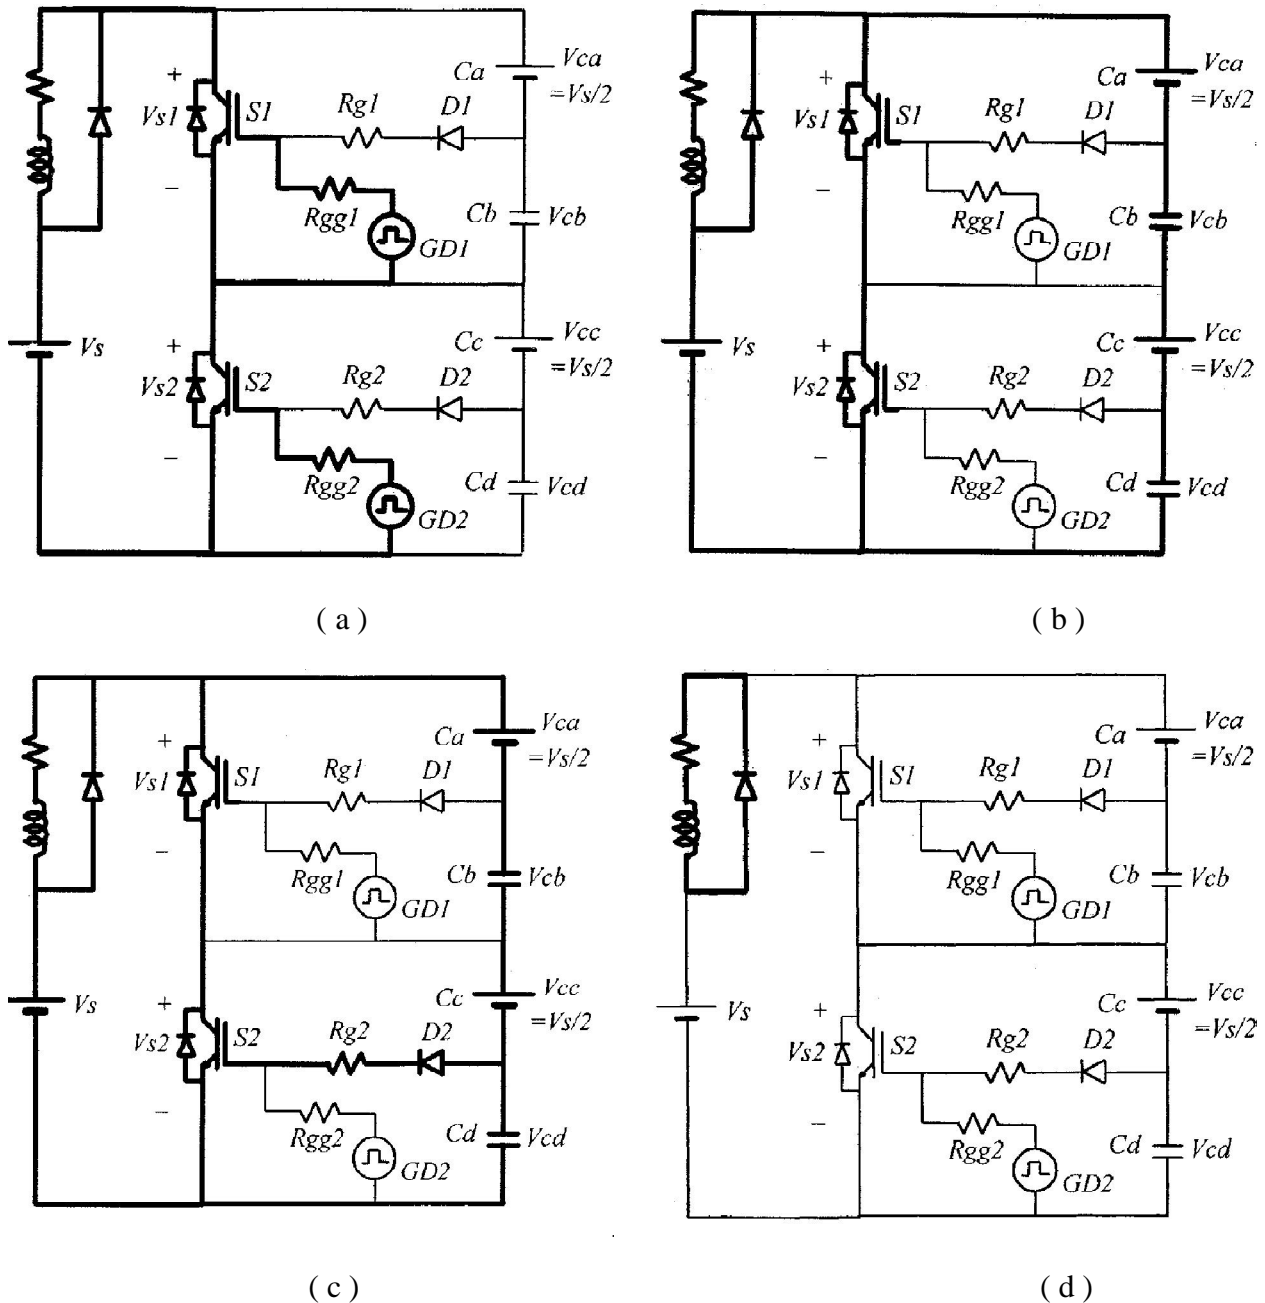 +
Vs1
−
S1
Rg1
D1
Ca
Vca
=Vs/2
Rgg1
GD1
Cb
Vcb
Vs
+
Vs2
−
S2
Rg2
D2
Cc
Vcc
=Vs/2
Rgg2
GD2
Cd
Vcd
( a )
+
Vs1
−
S1
Rg1
D1
Ca
Vca
=Vs/2
Rgg1
GD1
Cb
Vcb
Vs
+
Vs2
−
S2
Rg2
D2
Cc
Vcc
=Vs/2
Rgg2
GD2
Cd
Vcd
( b )
+
Vs1
−
S1
Rg1
D1
Ca
Vca
=Vs/2
Rgg1
GD1
Cb
Vcb
Vs
+
Vs2
−
S2
Rg2
D2
Cc
Vcc
=Vs/2
Rgg2
GD2
Cd
Vcd
( c )
+
Vs1
−
S1
Rg1
D1
Ca
Vca
=Vs/2
Rgg1
GD1
Cb
Vcb
Vs
+
Vs2
−
S2
Rg2
D2
Cc
Vcc
=Vs/2
Rgg2
GD2
Cd
Vcd
( d )